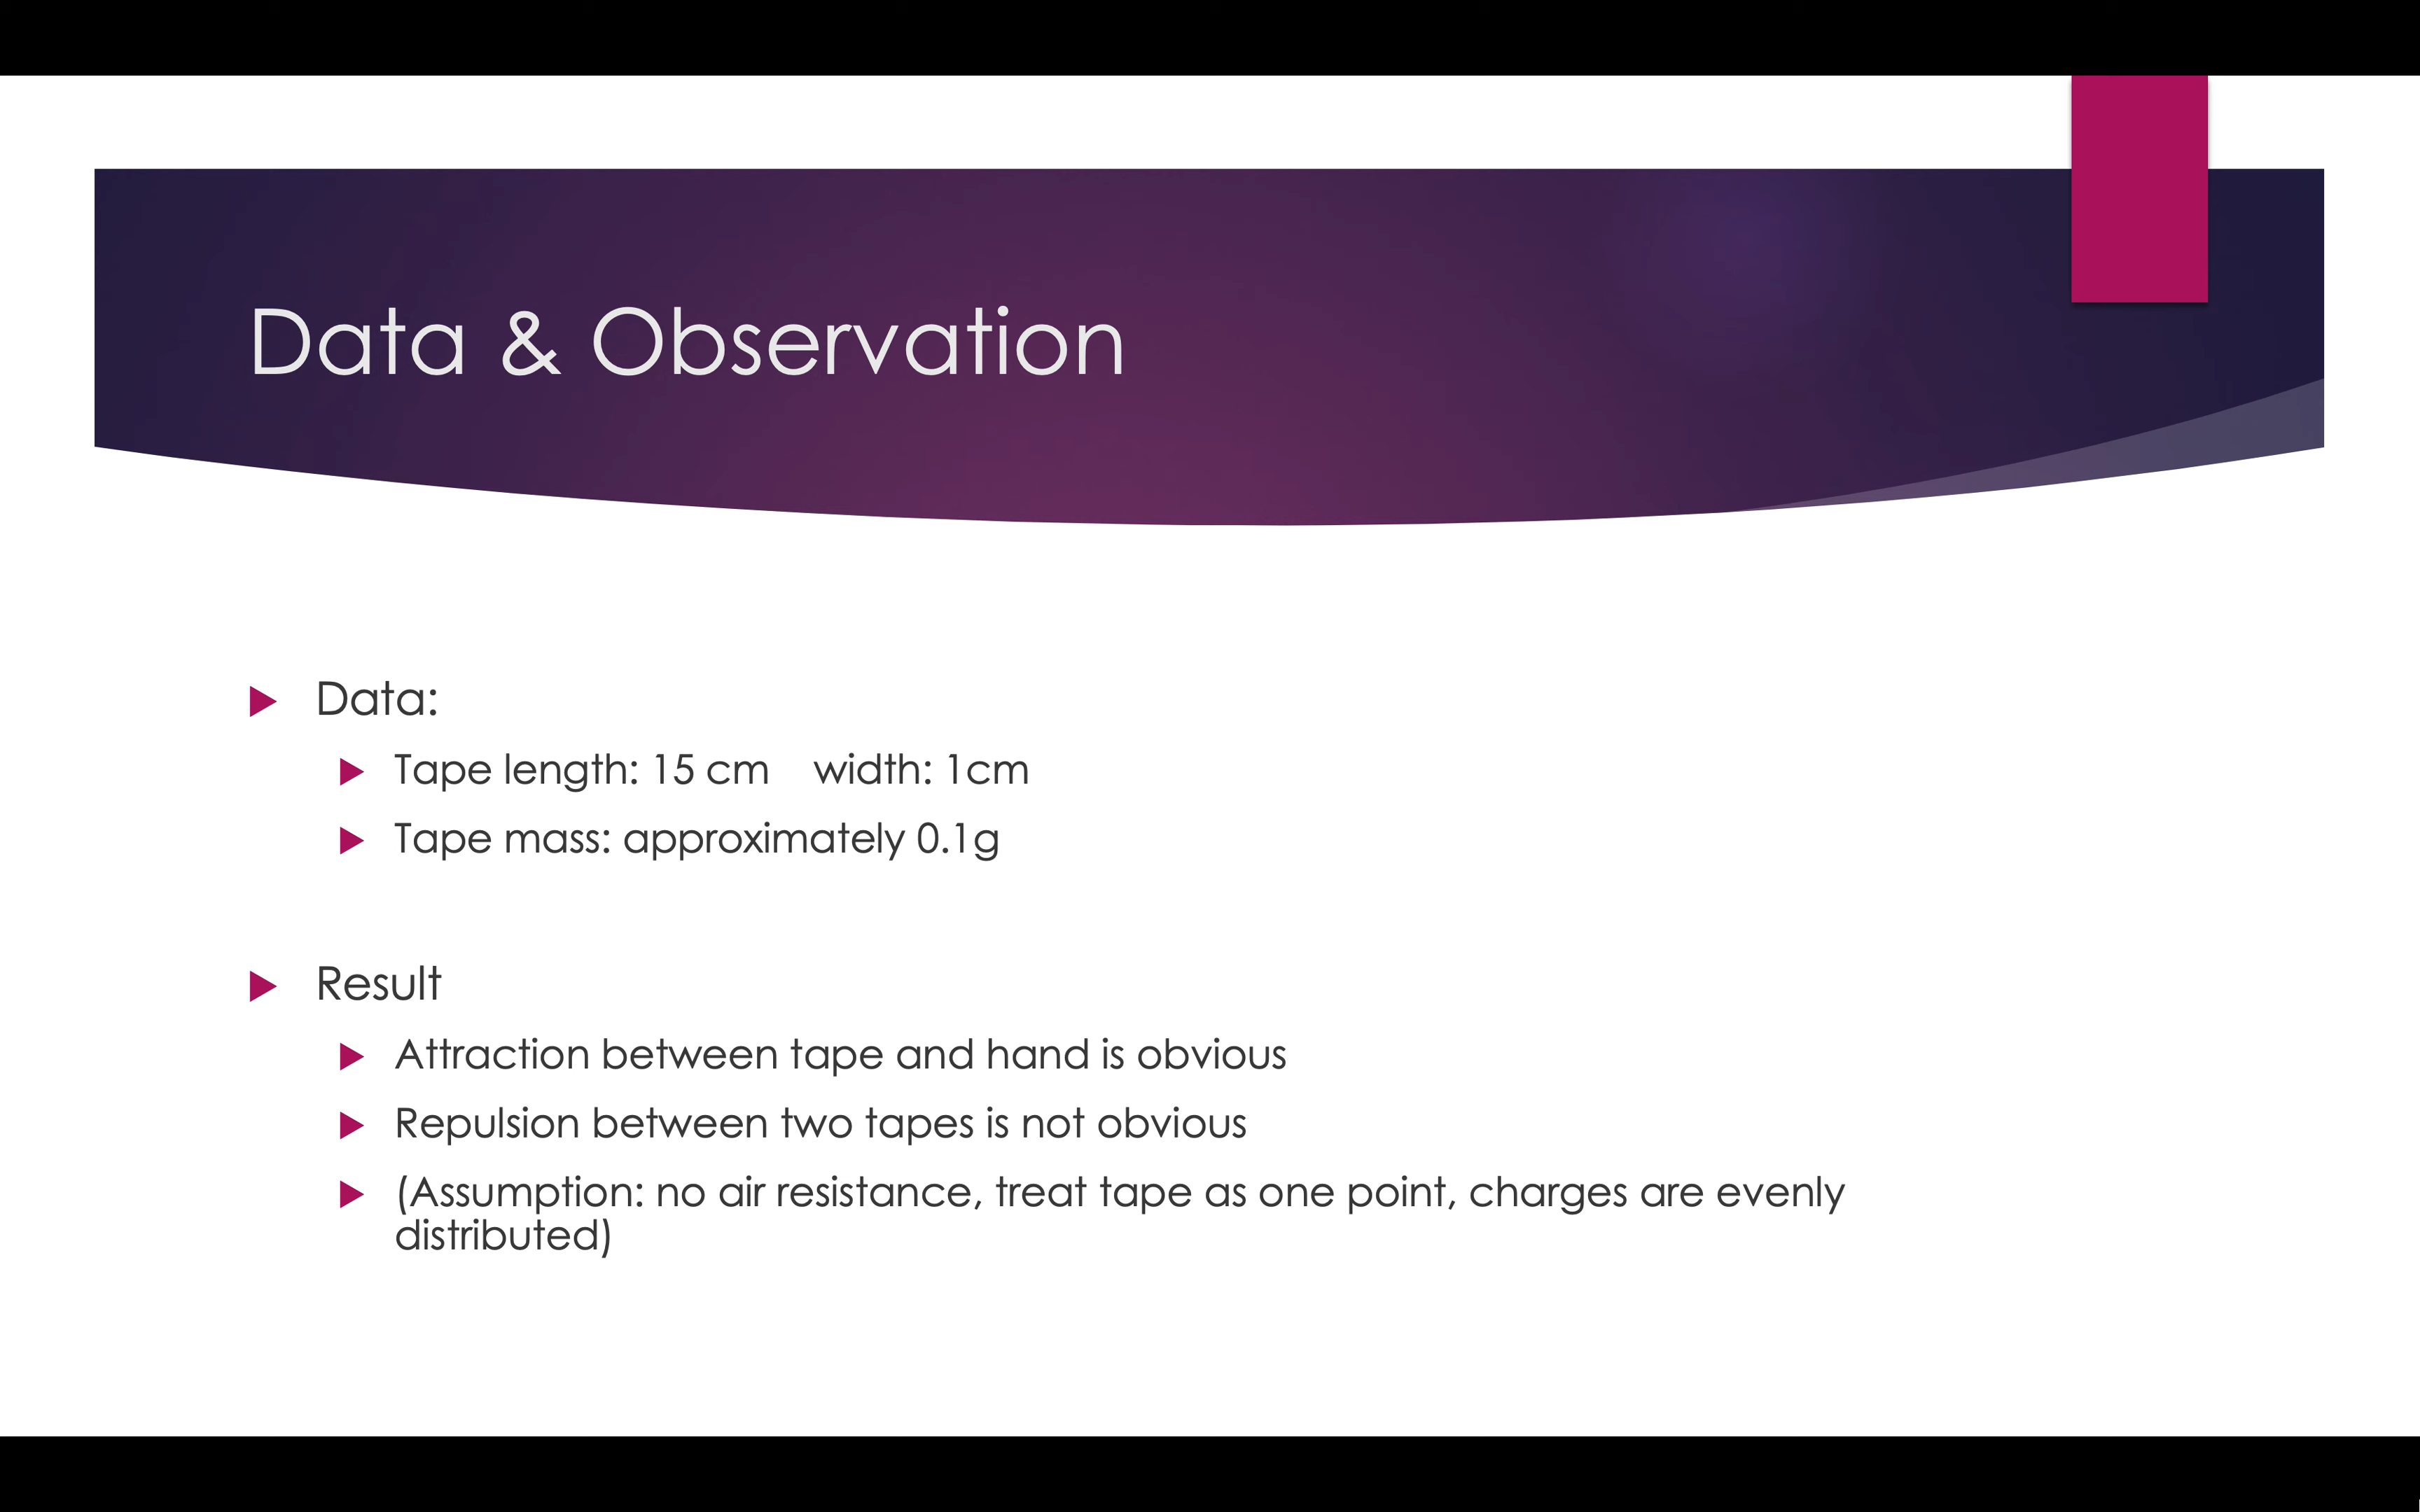 Data & Observation
Data:
Tape length: 15 cm width: 1cm
Tape mass: approximately 0.1g
Result
Attraction between tape and hand is obvious
Repulsion between two tapes is not obvious
(Assumption: no air resistance, treat tape as one point, charges are evenly
distributed)